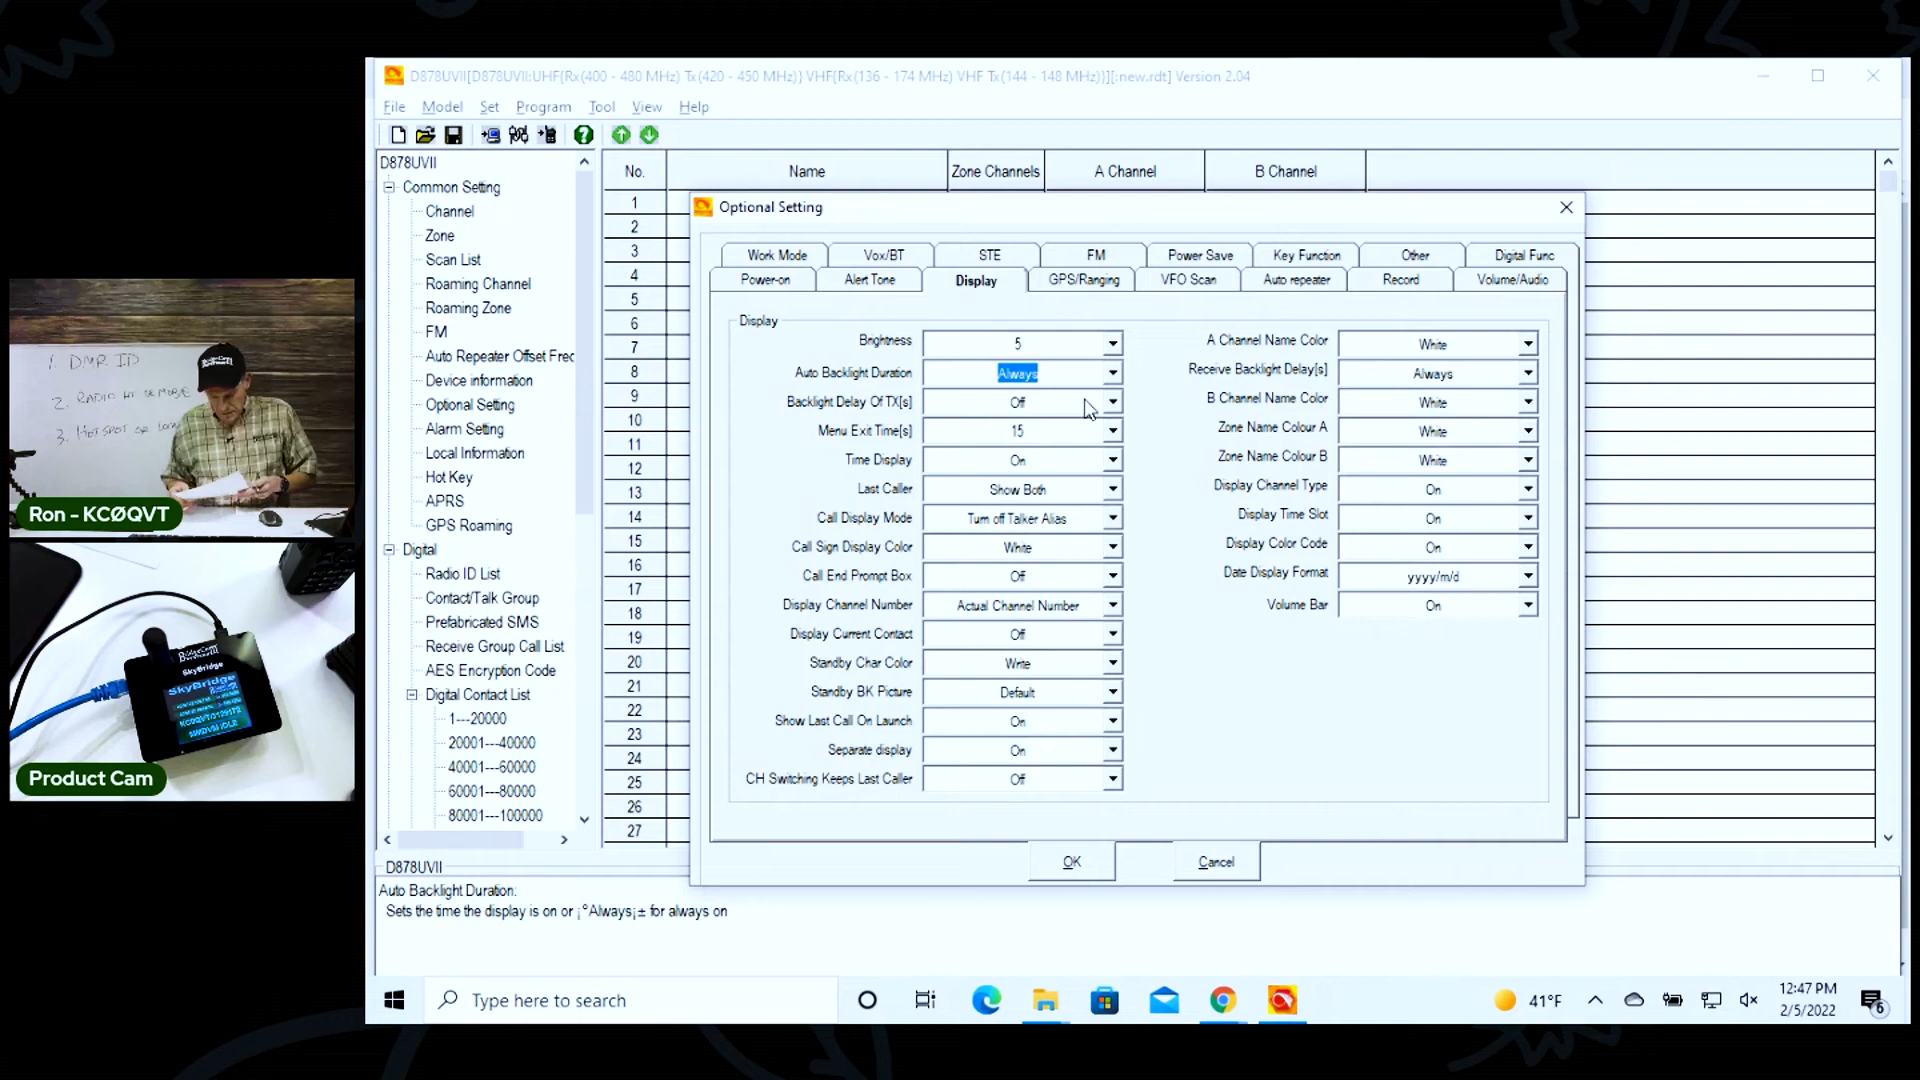 D878UVII[D878UVII:UHF{Rx(400 - 480 MHz) Tx(420 - 450 MHz)} VHF{Rx(136 - 174 MHz) VHF Tx(144 - 148 MHz)}][:new.rdt] Version 2.04
File Model Set Program Tool View Help
D878UVII
Common Setting
Channel
Zone
Scan List
Roaming Channel
Roaming Zone
FM
Auto Repeater Offset Frec
Device information
Optional Setting
Alarm Setting
Local Information
Hot Key
APRS
GPS Roaming
Digital
Radio ID List
Contact/Talk Group
Prefabricated SMS
Receive Group Call List
AES Encryption Code
Digital Contact List
1---20000
20001---40000
40001---60000
60001---80000
80001---100000
No. Name Zone Channels A Channel B Channel
1
2
3
4
5
6
7
8
9
10
11
12
13
14
15
16
17
18
19
20
21
22
23
24
25
26
27
Optional Setting
Work Mode Vox/BT STE FM Power Save Key Function Other Digital Func
Power-on Alert Tone Display GPS/Ranging VFO Scan Auto repeater Record Volume/Audio
Display
Brightness 5
Auto Backlight Duration Always
Backlight Delay Of TX[s] Off
Menu Exit Time[s] 15
Time Display On
Last Caller Show Both
Call Display Mode Turn off Talker Alias
Call Sign Display Color White
Call End Prompt Box Off
Display Channel Number Actual Channel Number
Display Current Contact Off
Standby Char Color Write
Standby BK Picture Default
Show Last Call On Launch On
Separate display On
CH Switching Keeps Last Caller Off
A Channel Name Color White
Receive Backlight Delay[s] Always
B Channel Name Color White
Zone Name Colour A White
Zone Name Colour B White
Display Channel Type On
Display Time Slot On
Display Color Code On
Date Display Format yyyy/m/d
Volume Bar On
OK Cancel
D878UVII
Auto Backlight Duration:
Sets the time the display is on or ¡°Always¡± for always on
Type here to search
41°F
12:47 PM
2/5/2022
6
1. DMR ID
2. RADIO HT OR MOBILE
3. HOTSPOT OR
Ron - KCØQVT
SkyBridge
SkyBridge
Product Cam